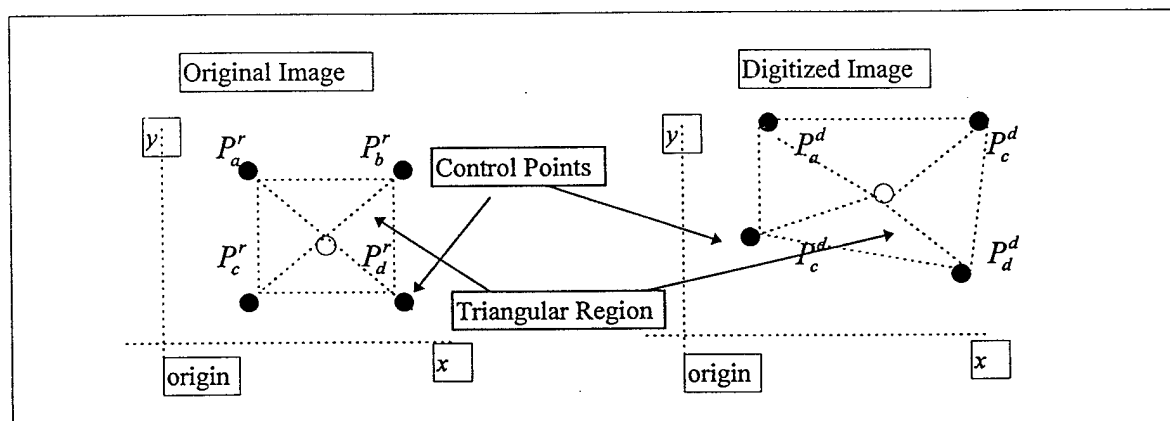 Original Image
y
P_a^r
P_b^r
P_c^r
P_d^r
x
origin
Control Points
Triangular Region
Digitized Image
y
P_a^d
P_c^d
P_c^d
P_d^d
x
origin